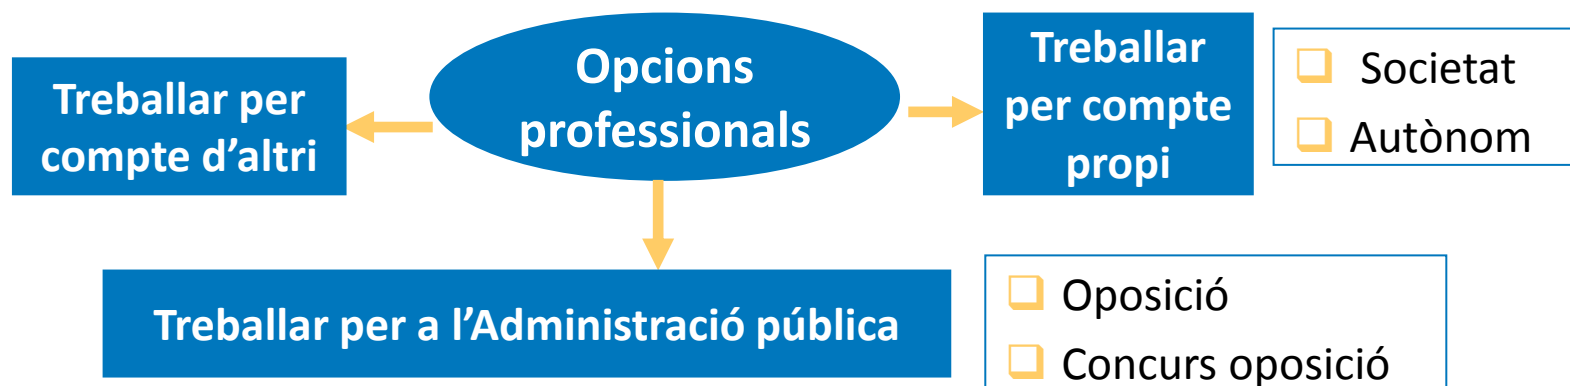 Opcions
professionals
Treballar per
compte d’altri
Treballar
per compte
propi
Societat
Autònom
Treballar per a l’Administració pública
Oposició
Concurs oposició